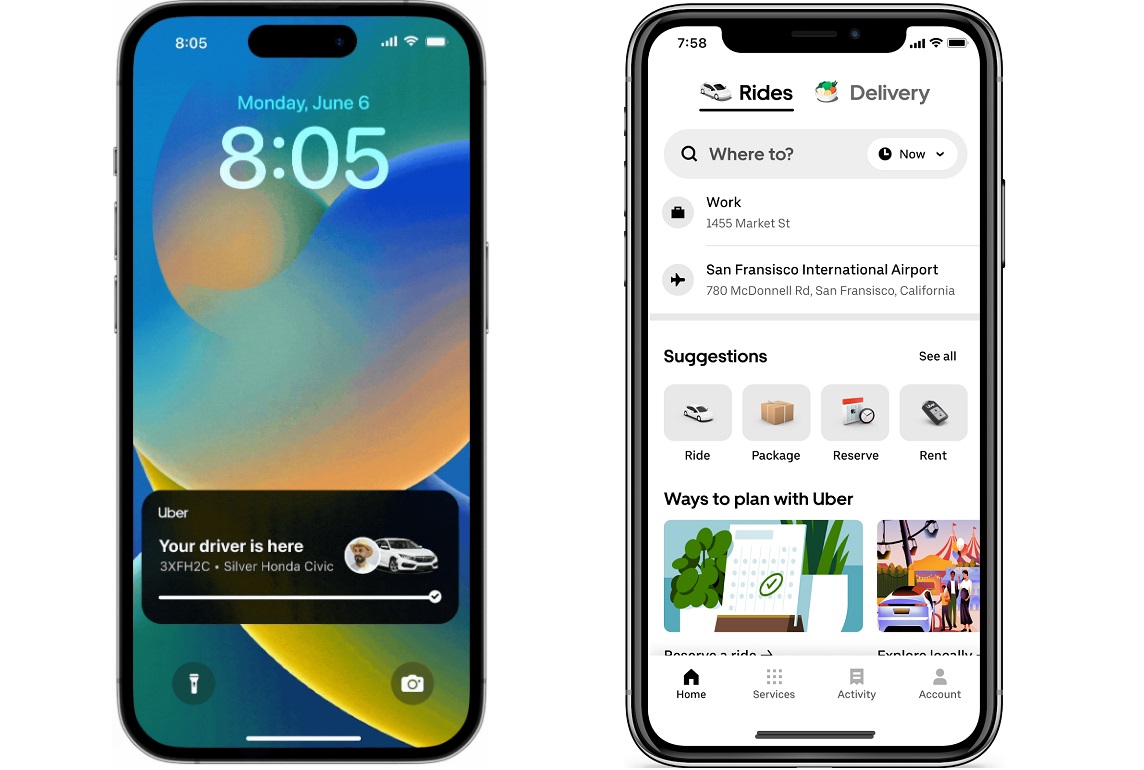 8:05
Monday, June 6
8:05
Uber
Your driver is here
3XFH2C • Silver Honda Civic
7:58
Rides
Delivery
Where to?
Now
Work
1455 Market St
San Fransisco International Airport
780 McDonnell Rd, San Fransisco, California
Suggestions
See all
Ride
Package
Reserve
Rent
Ways to plan with Uber
Reserve a ride →
Explore locally
Home
Services
Activity
Account